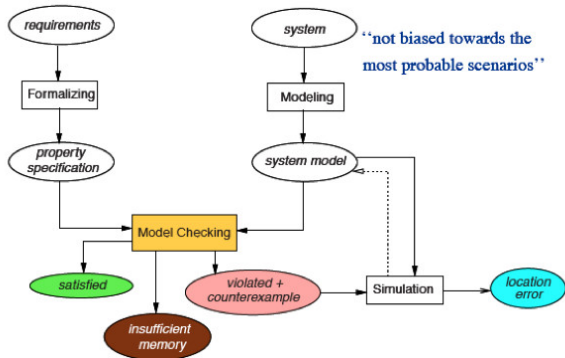 requirements
system
“not biased towards the
most probable scenarios”
Formalizing
Modeling
property
specification
system model
Model Checking
satisfied
violated +
counterexample
Simulation
location
error
insufficient
memory